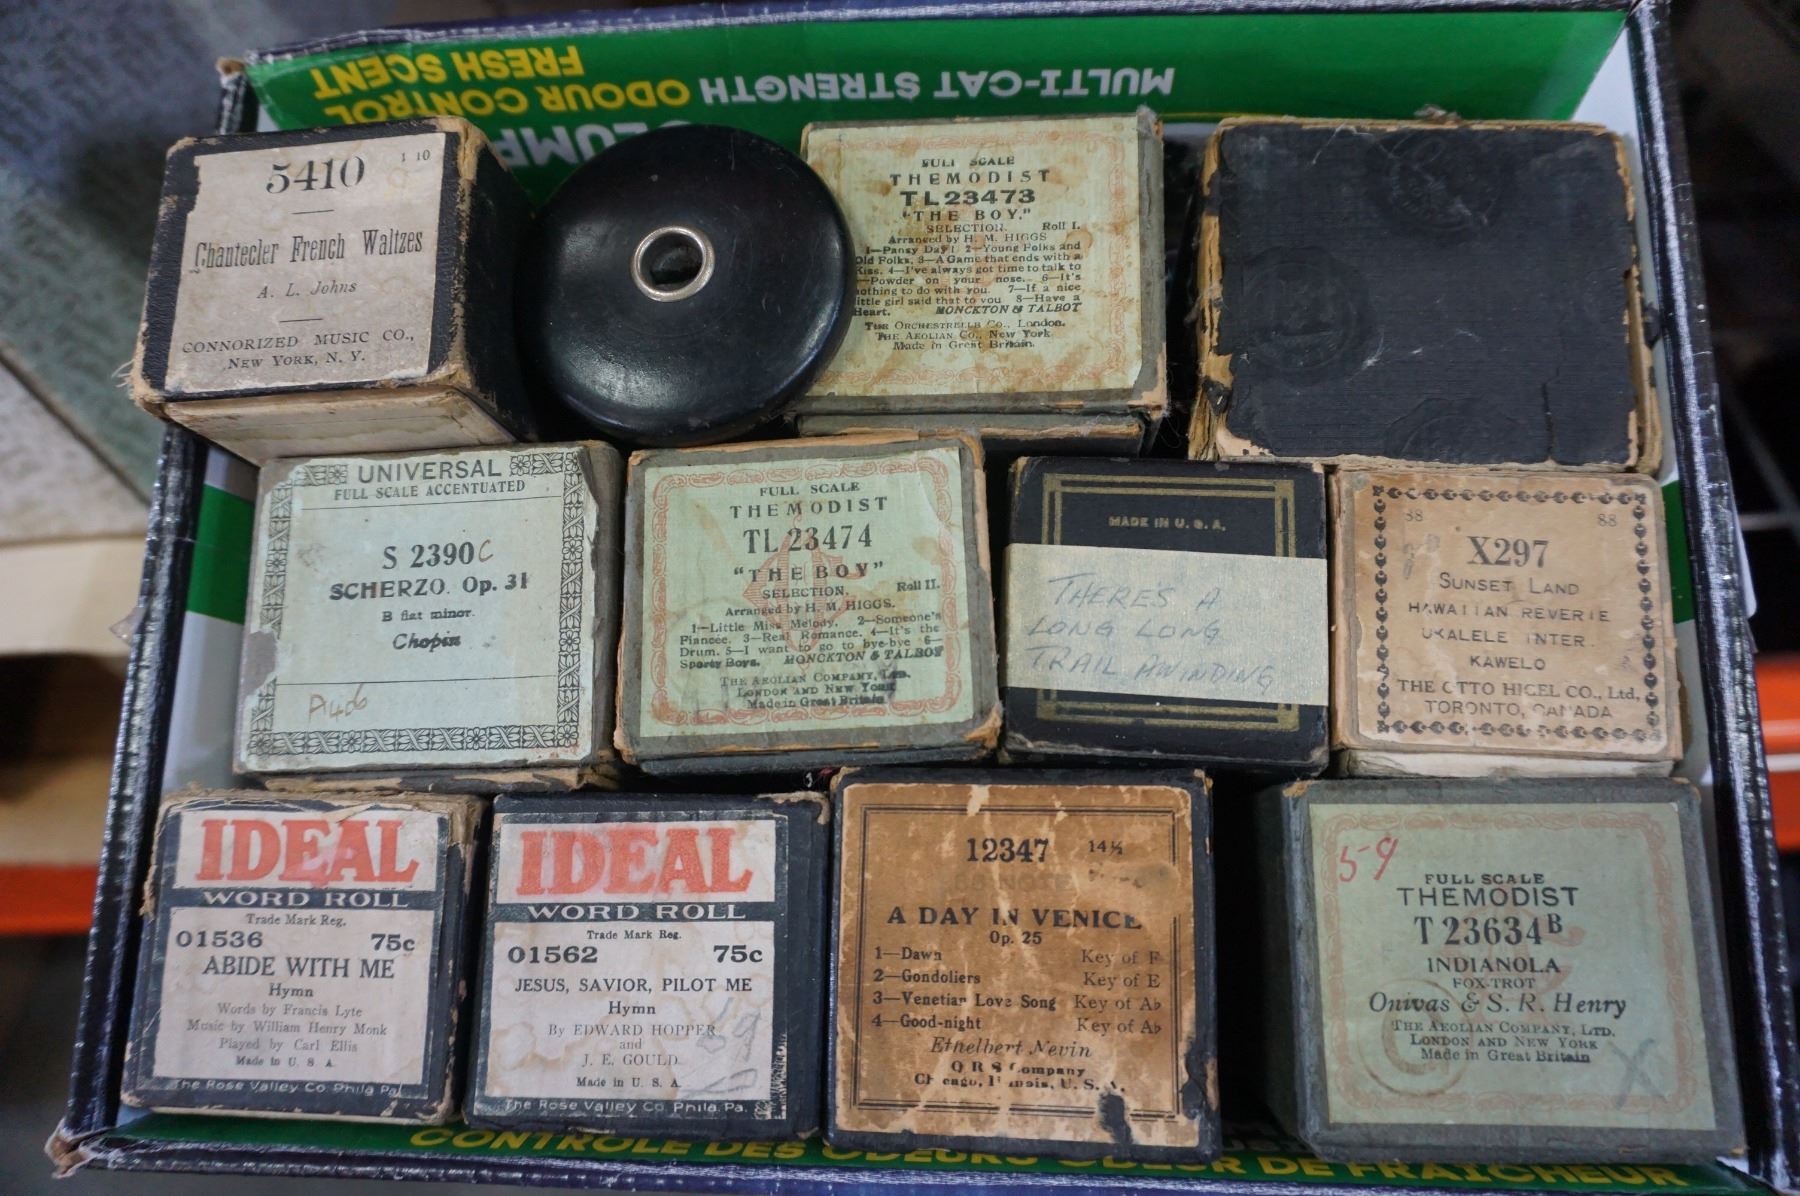 FRESH SCENT
ODOUR CONTROL
MULTI-CAT STRENGTH
5410
1 10
Chantecler French Waltzes
A. L. Johns
CONNORIZED MUSIC CO.,
NEW YORK, N. Y.
FULL SCALE
THEMODIST
TL 23473
"THE BOY."
SELECTION. Roll I.
Arranged by H. M. HIGGS
1—Pansy Day 2—Young Folks and
Old Folks. 3—A Game that ends with a
Kiss. 4—I've always got time to talk to
—Powder on your nose. 6—It's
nothing to do with you. 7—If a nice
little girl said that to you 8—Have a
Heart. MONCKTON & TALBOT
THE ORCHESTRELLE CO., London.
THE AEOLIAN CO., New York
Made in Great Britain.
UNIVERSAL
FULL SCALE ACCENTUATED
S 2390C
SCHERZO. Op. 31
B flat minor.
Chopin
FULL SCALE
THEMODIST
TL 23474
"THE BOY"
SELECTION. Roll II.
Arranged by H. M. HIGGS.
1—Little Miss Melody. 2—Someone's
Fiancée. 3—Real Romance. 4—It's the
Drum. 5—I want to go to bye-bye 6—
Sporty Boys. MONCKTON & TALBOT
THE AEOLIAN COMPANY, LTD.
LONDON AND NEW YORK
Made in Great Britain
MADE IN U. S. A.
THERE'S A
LONG LONG
TRAIL AWINDING
88 88
X297
SUNSET LAND
HAWAIIAN REVERIE
UKALELE INTER.
KAWELO
THE OTTO HIGEL CO., Ltd,
TORONTO, CANADA
IDEAL
WORD ROLL
Trade Mark Reg.
01536 75c
ABIDE WITH ME
Hymn
Words by Francis Lyte
Music by William Henry Monk
Played by Carl Ellis
Made in U. S. A
The Rose Valley Co Phila Pa.
IDEAL
WORD ROLL
Trade Mark Reg.
01562 75c
JESUS, SAVIOR, PILOT ME
Hymn
By EDWARD HOPPER
and
J. E. GOULD
Made in U. S. A.
The Rose Valley Co. Phila. Pa.
12347 14½
88 NOTE
A DAY IN VENICE
Op. 25
1—Dawn Key of F
2—Gondoliers Key of E
3—Venetian Love Song Key of A♭
4—Good-night Key of A♭
Ethelbert Nevin
Q R S Company
Chicago, Illinois, U. S. A.
59
FULL SCALE
THEMODIST
T 23634B
INDIANOLA
FOX-TROT
Onivas & S. R. Henry
THE AEOLIAN COMPANY, LTD.
LONDON AND NEW YORK
Made in Great Britain
X
CONTRÔLE DES ODEURS ODEUR DE FRAÎCHEUR